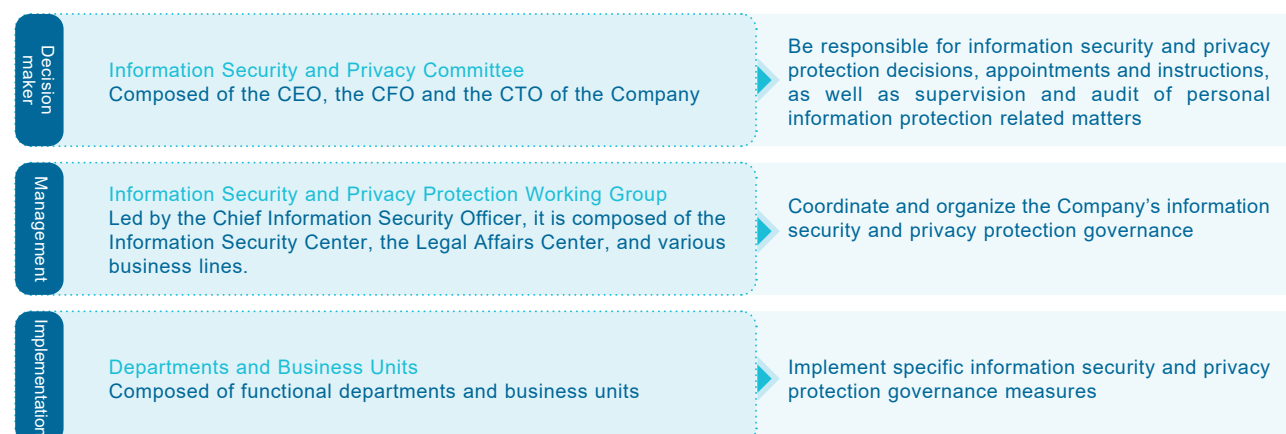 Decision
maker
Information Security and Privacy Committee
Composed of the CEO, the CFO and the CTO of the Company
Be responsible for information security and privacy
protection decisions, appointments and instructions,
as well as supervision and audit of personal
information protection related matters
Management
Information Security and Privacy Protection Working Group
Led by the Chief Information Security Officer, it is composed of the
Information Security Center, the Legal Affairs Center, and various
business lines.
Coordinate and organize the Company’s information
security and privacy protection governance
Implementation
Departments and Business Units
Composed of functional departments and business units
Implement specific information security and privacy
protection governance measures